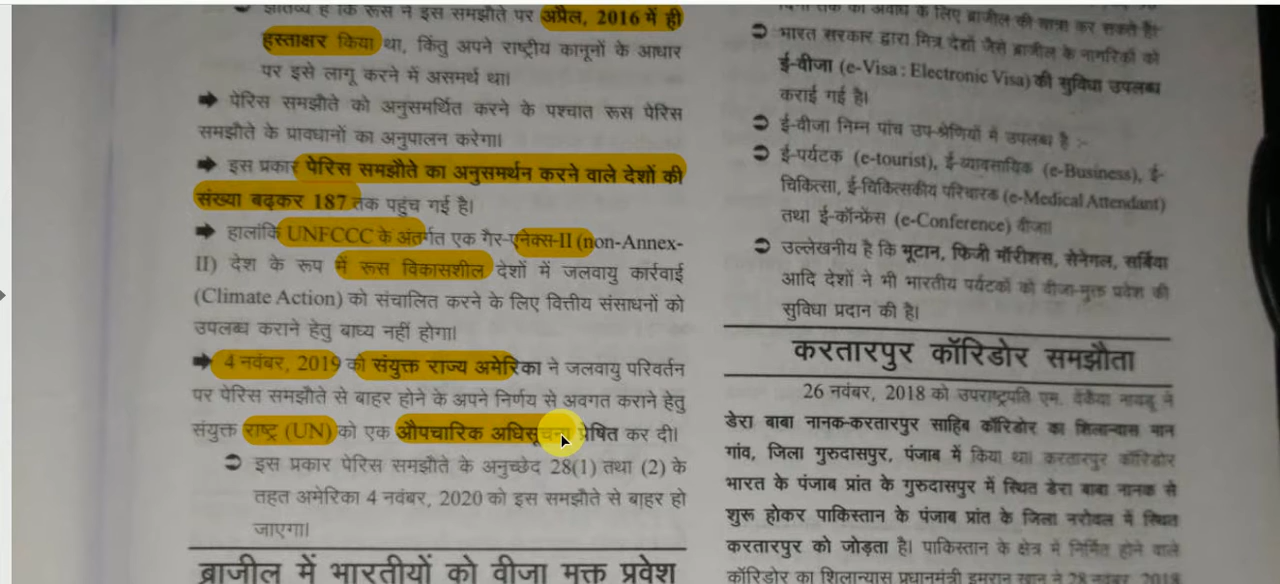 ज्ञातव्य है कि रूस ने इस समझौते पर अप्रैल, 2016 में ही
हस्ताक्षर किया था, किंतु अपने राष्ट्रीय कानूनों के आधार
पर इसे लागू करने में असमर्थ था।
➡ पेरिस समझौते को अनुसमर्थित करने के पश्चात रूस पेरिस
समझौते के प्रावधानों का अनुपालन करेगा।
➡ इस प्रकार पेरिस समझौते का अनुसमर्थन करने वाले देशों की
संख्या बढ़कर 187 तक पहुंच गई है।
➡ हालांकि UNFCCC के अंतर्गत एक गैर-एनेक्स-II (non-Annex-
II) देश के रूप में रूस विकासशील देशों में जलवायु कार्रवाई
(Climate Action) को संचालित करने के लिए वित्तीय संसाधनों को
उपलब्ध कराने हेतु बाध्य नहीं होगा।
➡ 4 नवंबर, 2019 को संयुक्त राज्य अमेरिका ने जलवायु परिवर्तन
पर पेरिस समझौते से बाहर होने के अपने निर्णय से अवगत कराने हेतु
संयुक्त राष्ट्र (UN) को एक औपचारिक अधिसूचना प्रेषित कर दी।
➲ इस प्रकार पेरिस समझौते के अनुच्छेद 28(1) तथा (2) के
तहत अमेरिका 4 नवंबर, 2020 को इस समझौते से बाहर हो
जाएगा।
ब्राजील में भारतीयों को वीजा मुक्त प्रवेश
के लिए ब्राजील की यात्रा कर सकते हैं।
➲ भारत सरकार द्वारा मित्र देशों जैसे ब्राजील के नागरिकों को
ई-वीजा (e-Visa : Electronic Visa) की सुविधा उपलब्ध
कराई गई है।
➲ ई-वीजा निम्न पांच उप-श्रेणियों में उपलब्ध है :-
➲ ई-पर्यटक (e-tourist), ई-व्यावसायिक (e-Business), ई-
चिकित्सा, ई-चिकित्सकीय परिचारक (e-Medical Attendant)
तथा ई-कॉन्फ्रेंस (e-Conference) वीजा।
➲ उल्लेखनीय है कि भूटान, फिजी मॉरीशस, सेनेगल, सर्बिया
आदि देशों ने भी भारतीय पर्यटकों को वीजा-मुक्त प्रवेश की
सुविधा प्रदान की है।
करतारपुर कॉरिडोर समझौता
26 नवंबर, 2018 को उपराष्ट्रपति एम. वेंकैया नायडू ने
डेरा बाबा नानक-करतारपुर साहिब कॉरिडोर का शिलान्यास मान
गांव, जिला गुरुदासपुर, पंजाब में किया था। करतारपुर कॉरिडोर
भारत के पंजाब प्रांत के गुरुदासपुर में स्थित डेरा बाबा नानक से
शुरू होकर पाकिस्तान के पंजाब प्रांत के जिला नरोवल में स्थित
करतारपुर को जोड़ता है। पाकिस्तान के क्षेत्र में निर्मित होने वाले
कॉरिडोर का शिलान्यास प्रधानमंत्री इमरान खान ने 28 नवंबर, 2018